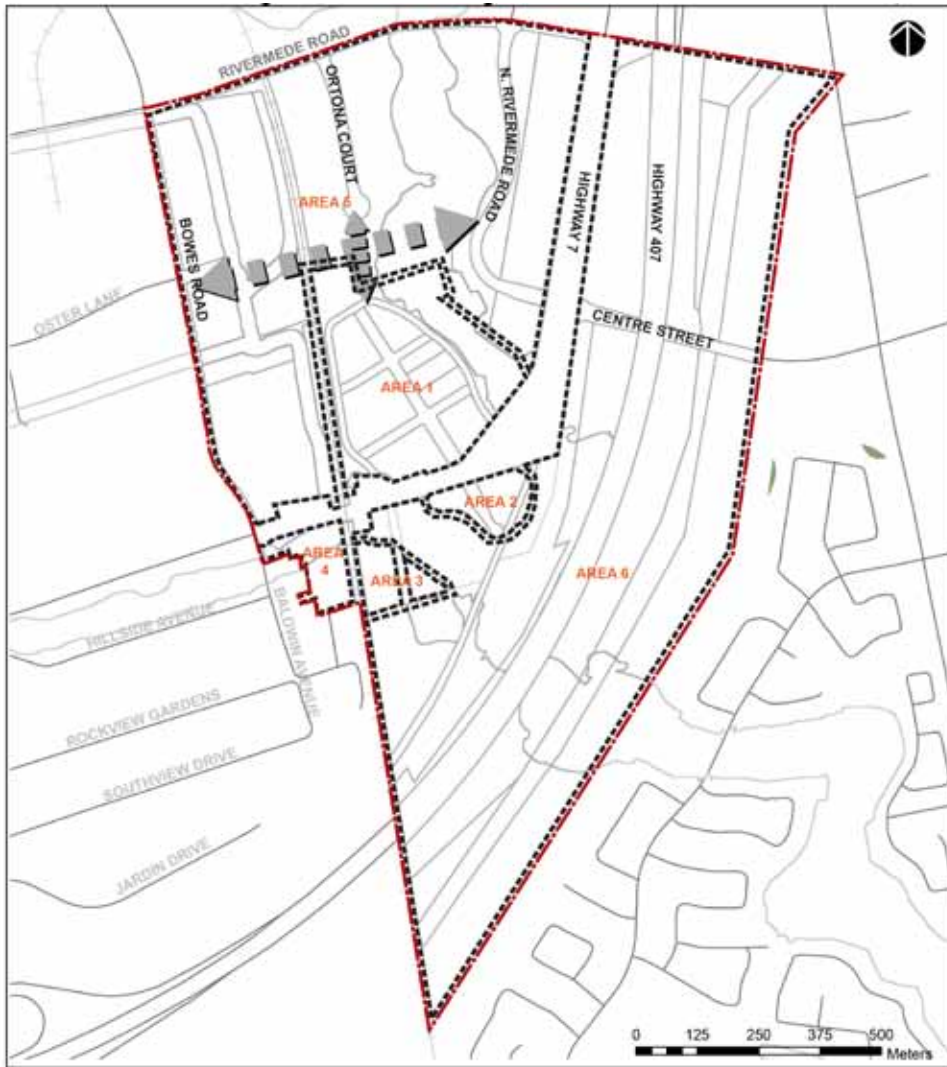 RIVERMEDE ROAD
ORTONA COURT
N. RIVERMEDE ROAD
HIGHWAY 7
HIGHWAY 407
AREA 5
BOWES ROAD
OSTER LANE
CENTRE STREET
AREA 1
AREA 2
AREA
4
AREA 3
AREA 6
HILLSIDE AVENUE
BALDWIN AVENUE
ROCKVIEW GARDENS
SOUTHVIEW DRIVE
JARDIN DRIVE
0 125 250 375 500
Meters